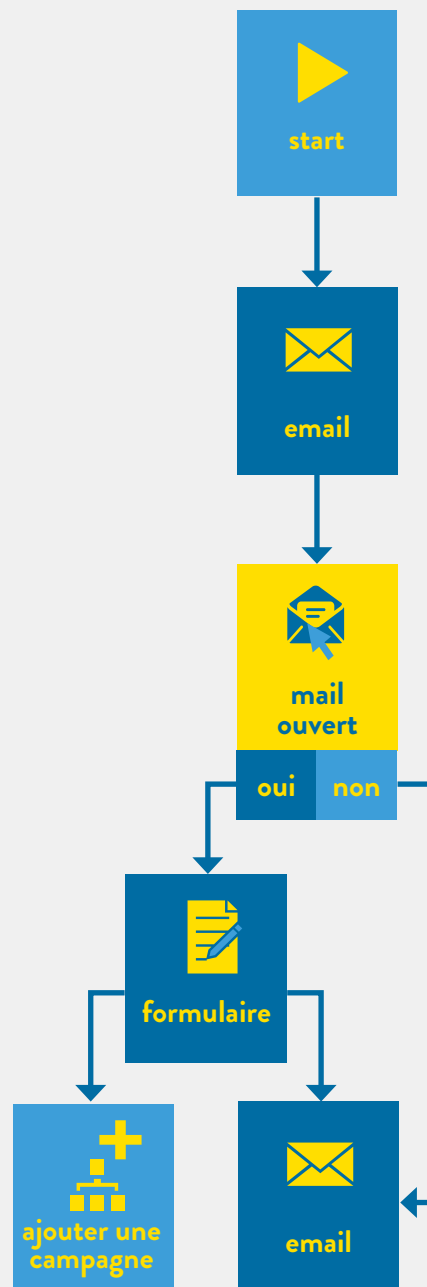 start
email
mail
ouvert
oui
non
formulaire
ajouter une
campagne
email